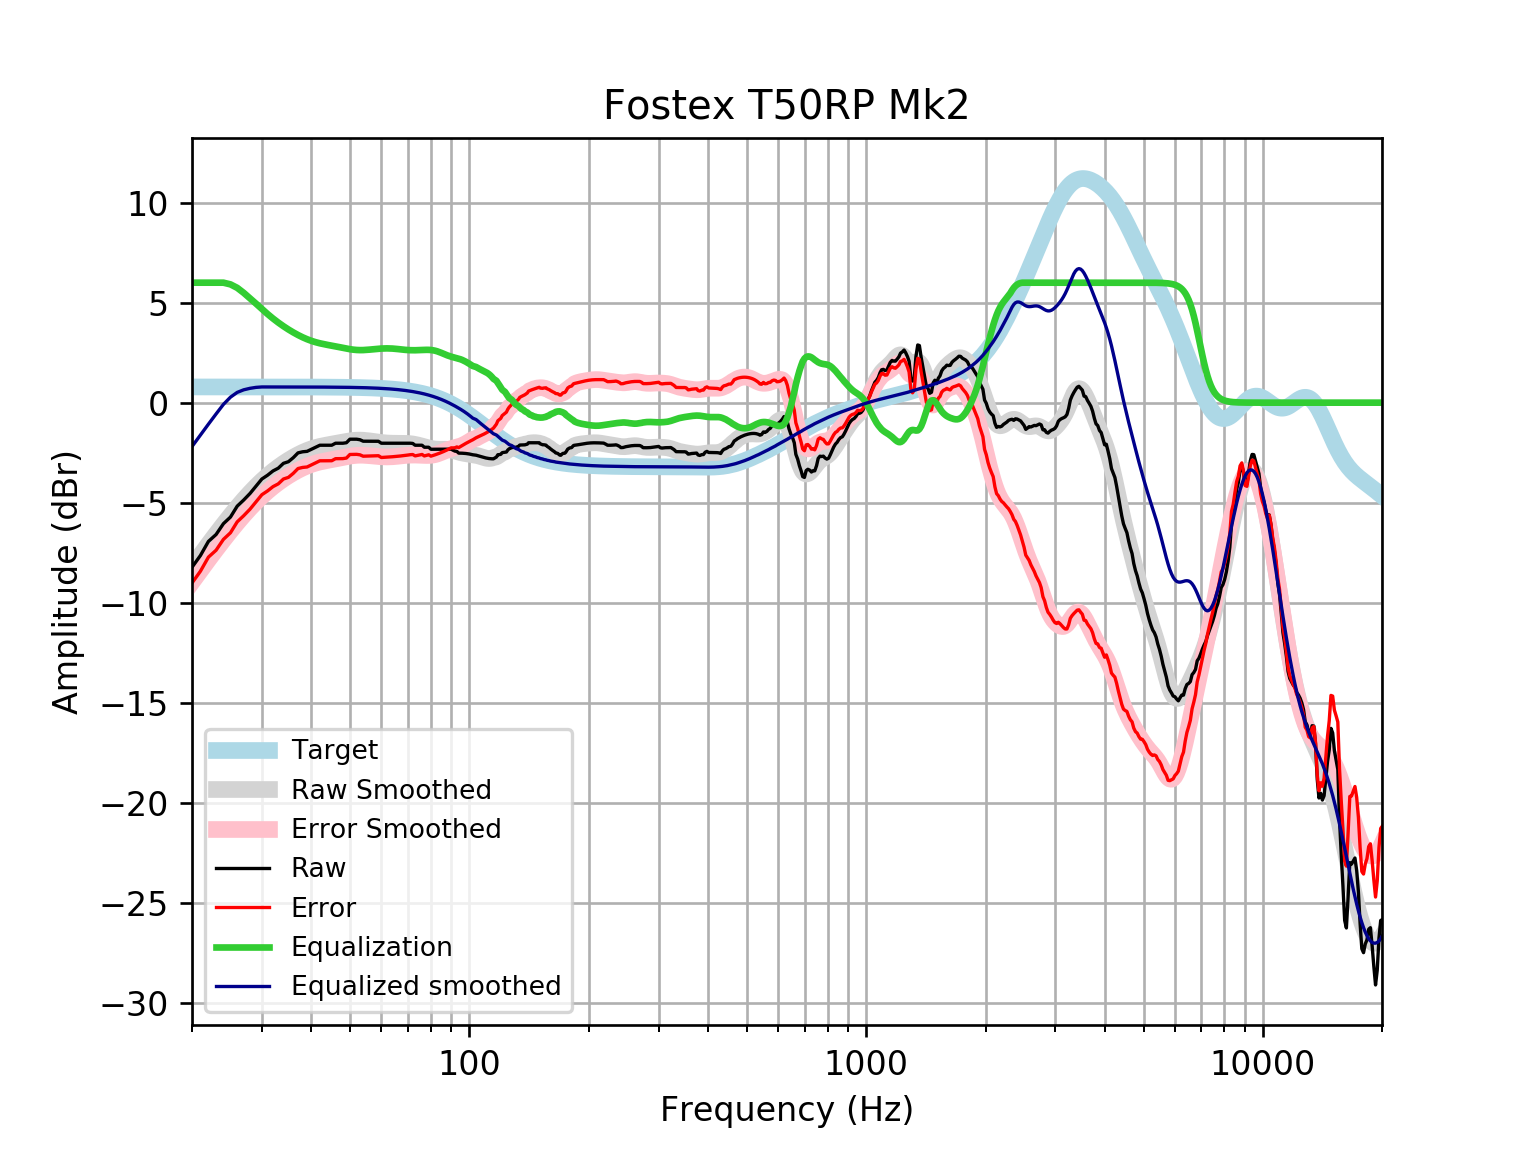 Fostex T50RP Mk2
Amplitude (dBr)
10
5
0
−5
−10
−15
−20
−25
−30
Target
Raw Smoothed
Error Smoothed
Raw
Error
Equalization
Equalized smoothed
100
1000
10000
Frequency (Hz)